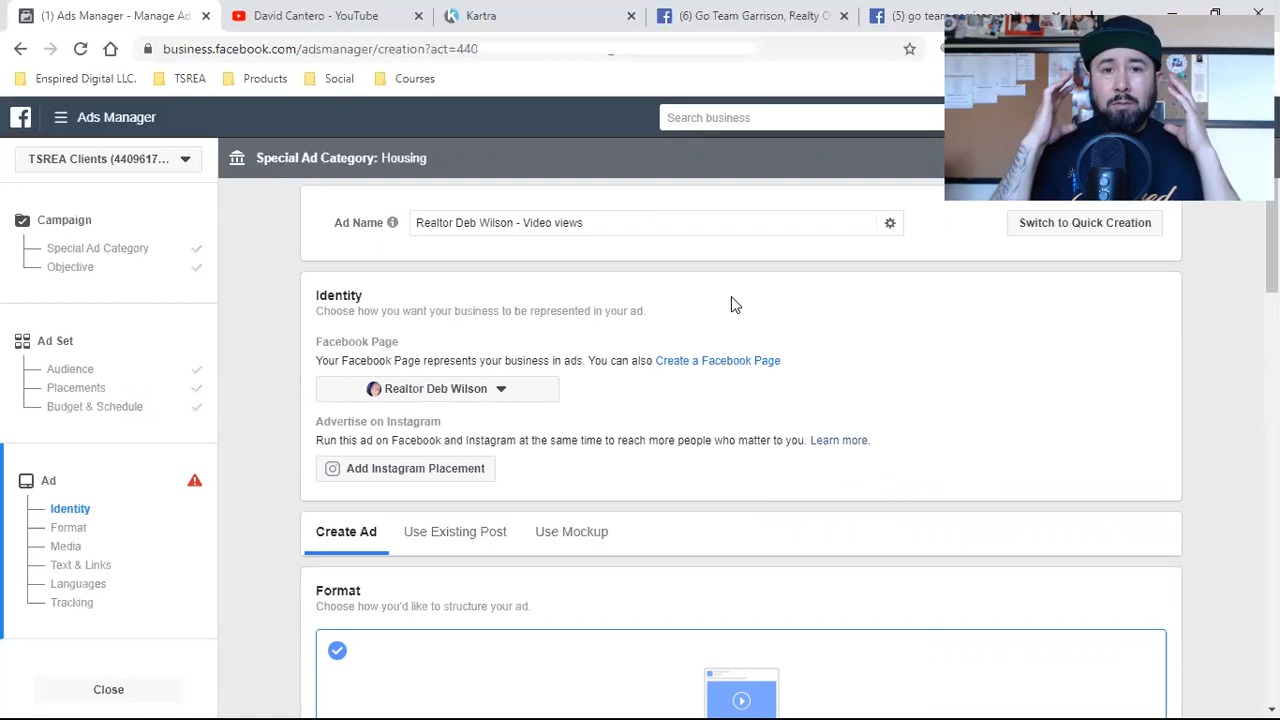 (1) Ads Manager - Manage Ad
David Cantero - YouTube
Kartra
(6) Go Team Garrison, Realty C
(5) go team
business.facebook.com/adsm
creation?act=440
Enspired Digital LLC.
TSREA
Products
Social
Ads Manager
Search business
TSREA Clients (4409617...
Special Ad Category: Housing
Campaign
Special Ad Category
Objective
Ad Set
Audience
Placements
Budget & Schedule
Ad
Identity
Format
Media
Text & Links
Languages
Tracking
Close
Ad Name
Realtor Deb Wilson - Video views
Switch to Quick Creation
Identity
Choose how you want your business to be represented in your ad.
Facebook Page
Your Facebook Page represents your business in ads. You can also Create a Facebook Page
Realtor Deb Wilson
Advertise on Instagram
Run this ad on Facebook and Instagram at the same time to reach more people who matter to you. Learn more.
Add Instagram Placement
Create Ad
Use Existing Post
Use Mockup
Format
Choose how you'd like to structure your ad.